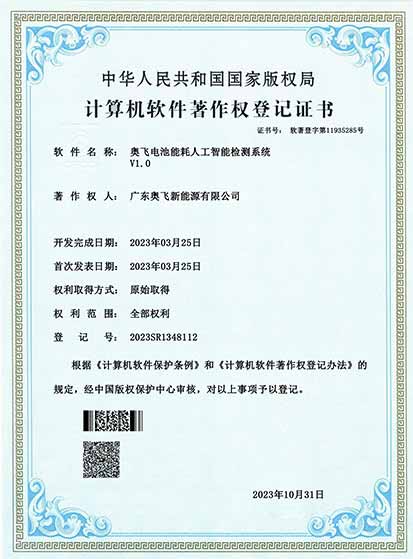 中华人民共和国国家版权局
计算机软件著作权登记证书
证书号： 软著登字第11935285号
软件名称： 奥飞电池能耗人工智能检测系统
V1.0
著作权人： 广东奥飞新能源有限公司
开发完成日期： 2023年03月25日
首次发表日期： 2023年03月25日
权利取得方式： 原始取得
权利范围： 全部权利
登记号： 2023SR1348112
根据《计算机软件保护条例》和《计算机软件著作权登记办法》的
规定，经中国版权保护中心审核，对以上事项予以登记。
2023年10月31日